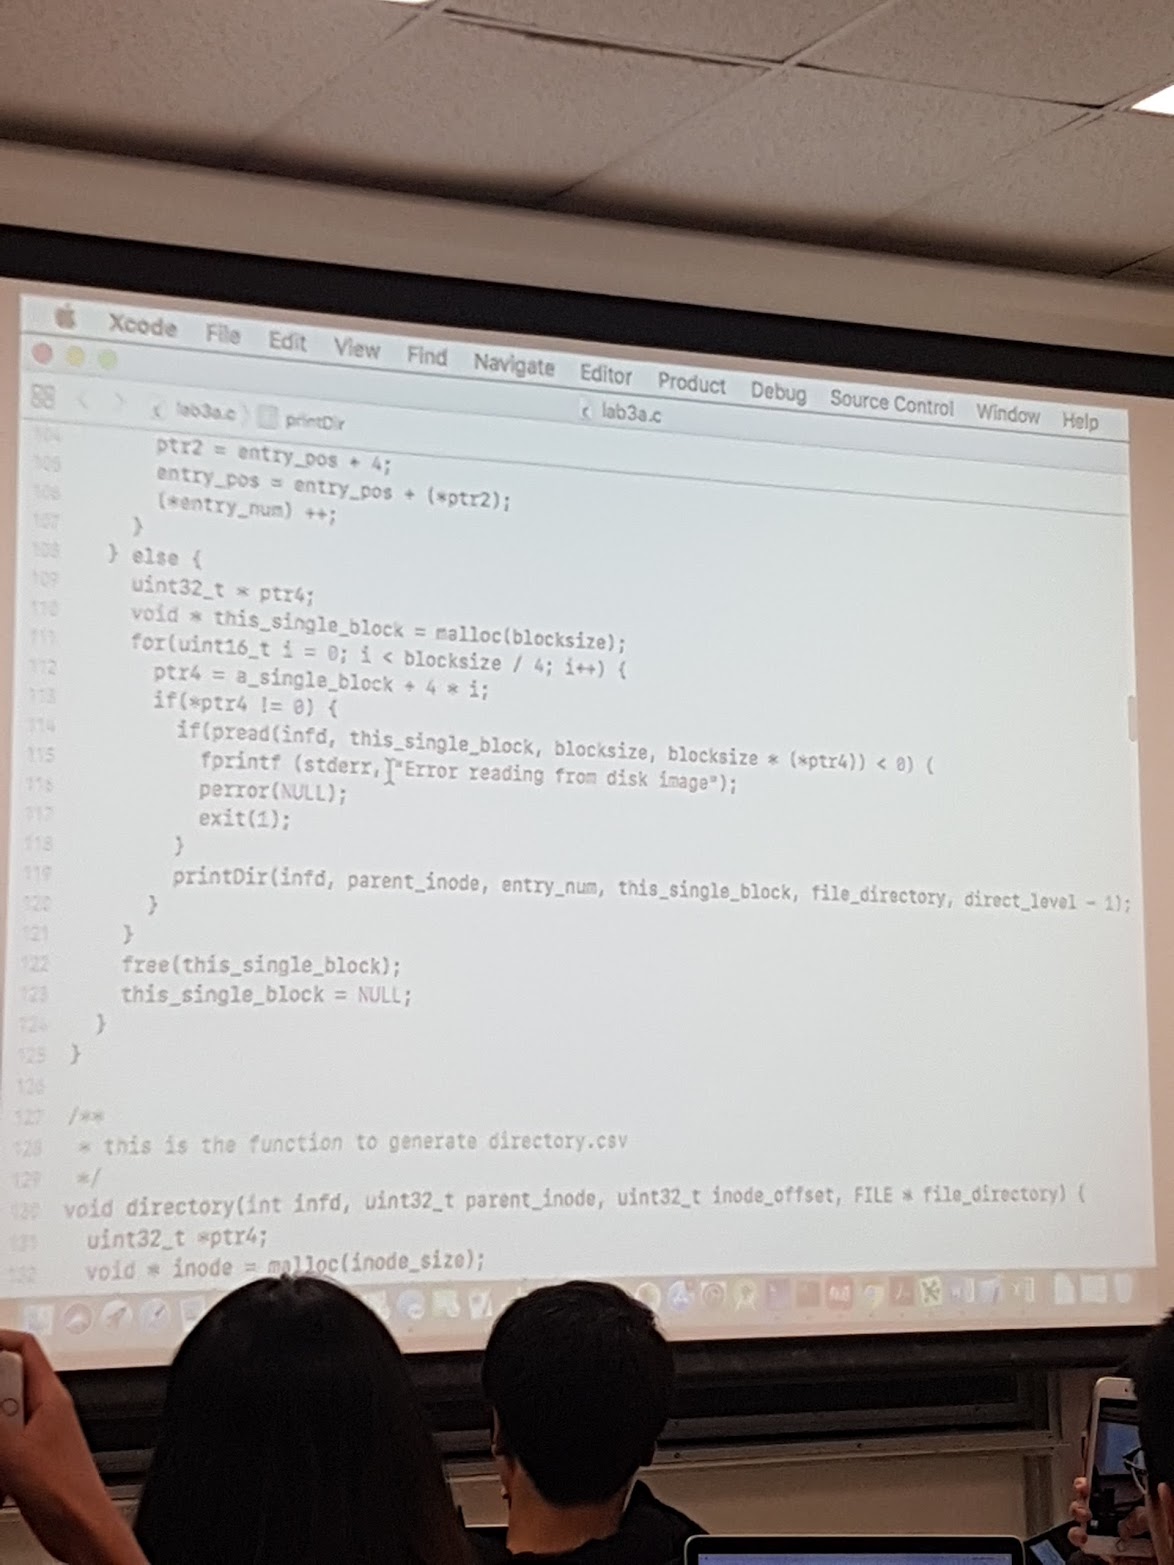 Xcode File Edit View Find Navigate Editor Product Debug Source Control Window Help
lab3a.c
lab3a.c printDir
104 ptr2 = entry_pos + 4;
105 entry_pos = entry_pos + (*ptr2);
106 (*entry_num) ++;
107 }
108 } else {
109 uint32_t * ptr4;
110 void * this_single_block = malloc(blocksize);
111 for(uint16_t i = 0; i < blocksize / 4; i++) {
112 ptr4 = a_single_block + 4 * i;
113 if(*ptr4 != 0) {
114 if(pread(infd, this_single_block, blocksize, blocksize * (*ptr4)) < 0) {
115 fprintf (stderr, "Error reading from disk image");
116 perror(NULL);
117 exit(1);
118 }
119 printDir(infd, parent_inode, entry_num, this_single_block, file_directory, direct_level - 1);
120 }
121 }
122 free(this_single_block);
123 this_single_block = NULL;
124 }
125 }
126
127 /**
128 * this is the function to generate directory.csv
129 */
130 void directory(int infd, uint32_t parent_inode, uint32_t inode_offset, FILE * file_directory) {
131 uint32_t *ptr4;
132 void * inode = malloc(inode_size);